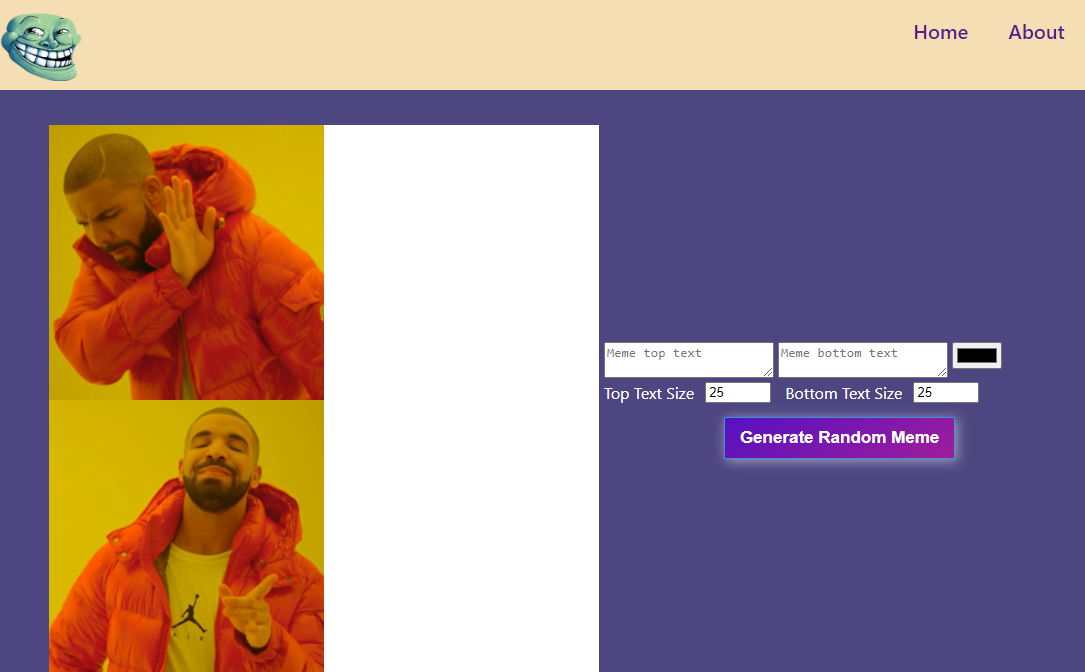 Home About
Meme top text Meme bottom text
Top Text Size 25 Bottom Text Size 25
Generate Random Meme